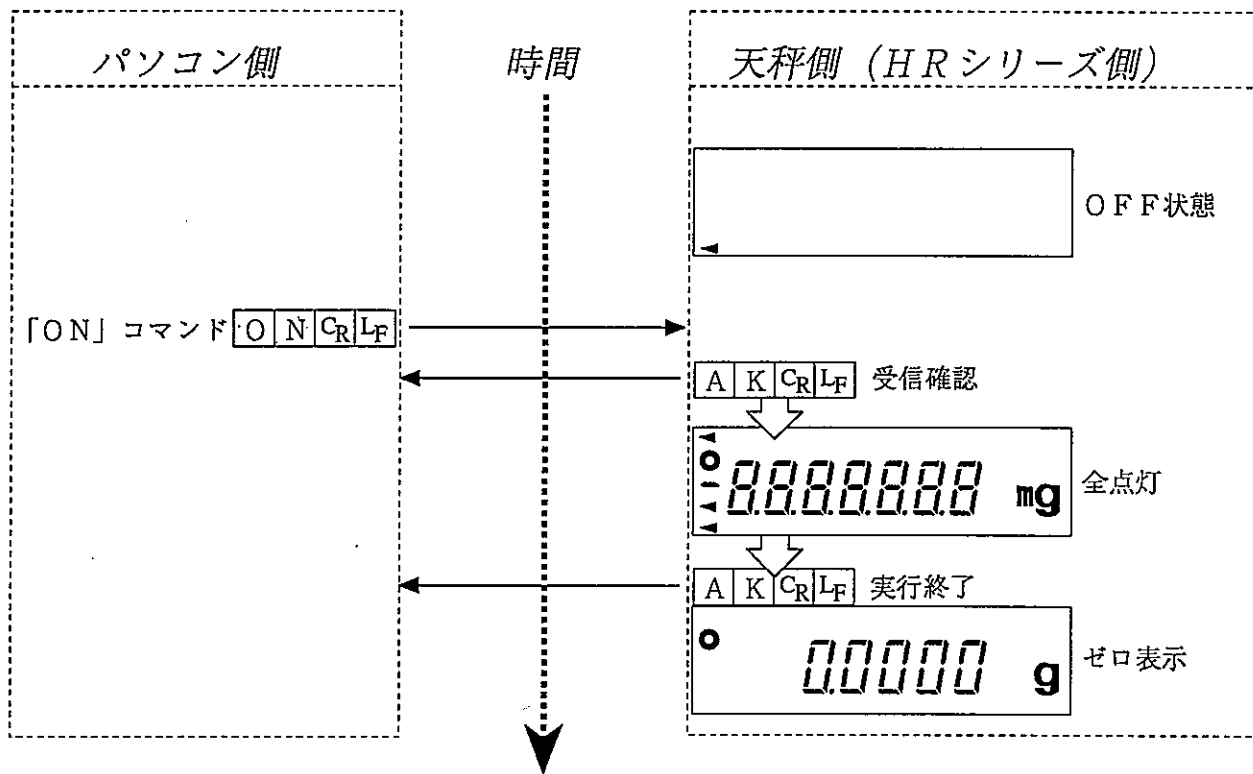 パソコン側
時間
天秤側（HRシリーズ側）
OFF状態
「ON」コマンド O N CR LF
A K CR LF 受信確認
8.8.8.8.8.8.8 mg 全点灯
A K CR LF 実行終了
0.0000 g ゼロ表示